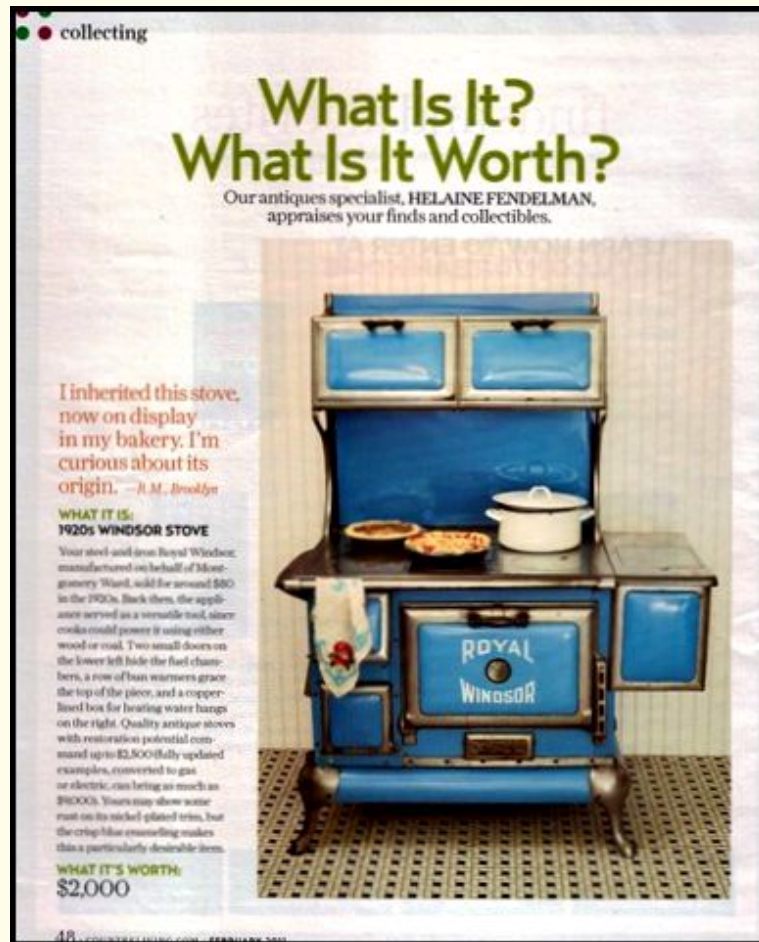 collecting
What Is It?
What Is It Worth?
Our antiques specialist, HELAINE FENDELMAN,
appraises your finds and collectibles.
I inherited this stove,
now on display
in my bakery. I'm
curious about its
origin. —R.M., Brooklyn
WHAT IT IS:
1920s WINDSOR STOVE
Your steel-and-iron Royal Windsor,
manufactured on behalf of Mont-
gomery Ward, sold for around $80
in the 1920s. Back then, the appli-
ance served as a versatile tool, since
cooks could power it using either
wood or coal. Two small doors on
the lower left hide the fuel cham-
bers, a row of bun warmers grace
the top of the piece, and a copper-
lined box for heating water hangs
on the right. Quality antique stoves
with restoration potential com-
mand up to $2,500 (fully updated
examples, converted to gas
or electric, can bring as much as
Yours may show some
rust on its nickel-plated trim, but
the crisp blue enameling makes
this a particularly desirable item.
WHAT IT'S WORTH:
$2,000
ROYAL
WINDSOR
48 COUNTRYLIVING.COM FEBRUARY